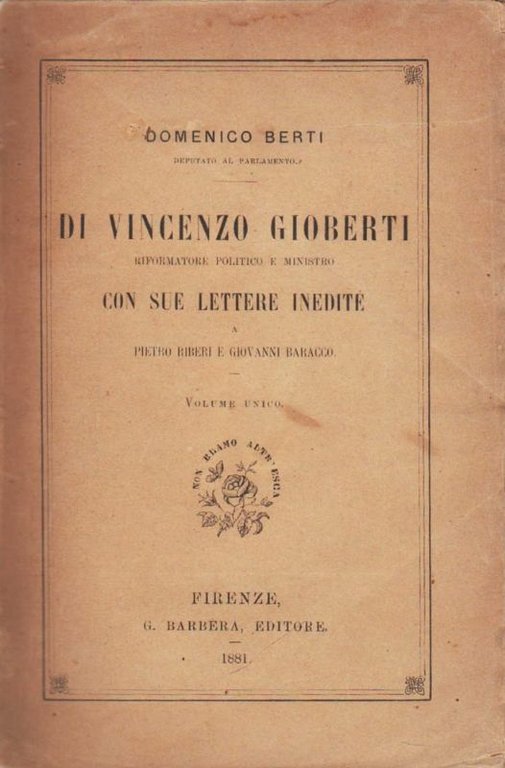 DOMENICO BERTI
DEPUTATO AL PARLAMENTO.
DI VINCENZO GIOBERTI
RIFORMATORE POLITICO E MINISTRO
CON SUE LETTERE INEDITE
A
PIETRO RIBERI E GIOVANNI BARACCO.
VOLUME UNICO.
NON BRAMO ALTR'ESCA
FIRENZE,
G. BARBÈRA, EDITORE.
1881.